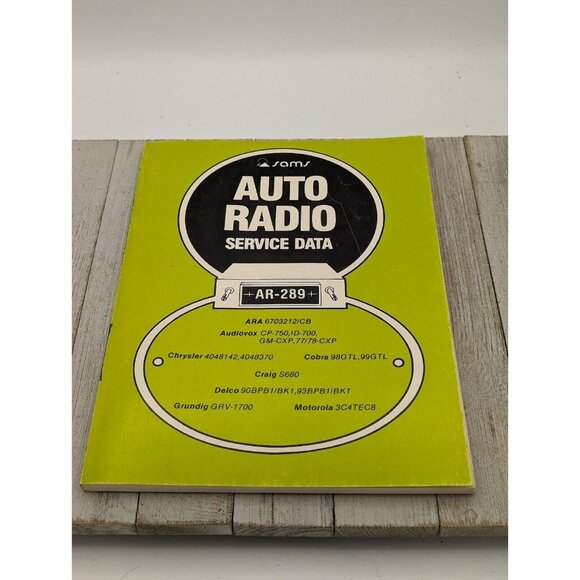 sams
AUTO
RADIO
SERVICE DATA
AR-289
ARA 6703212/CB
Audiovox CP-750,ID-700,
GM-CXP,77/78-CXP
Chrysler 4048142,4048370 Cobra 98GTL,99GTL
Craig S680
Delco 90BPB1/BK1,93BPB1/BK1
Grundig GRV-1700 Motorola 3C4TEC8